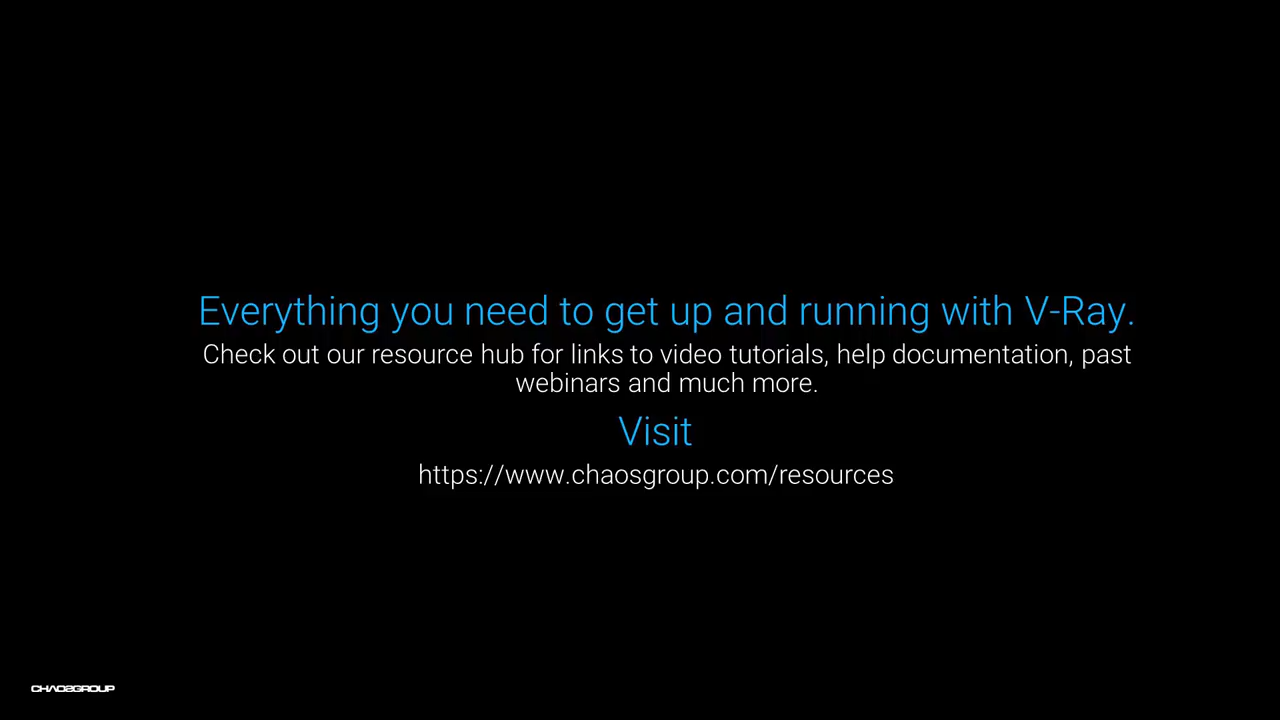 Everything you need to get up and running with V-Ray.
Check out our resource hub for links to video tutorials, help documentation, past
webinars and much more.
Visit
https://www.chaosgroup.com/resources
CHAOSGROUP